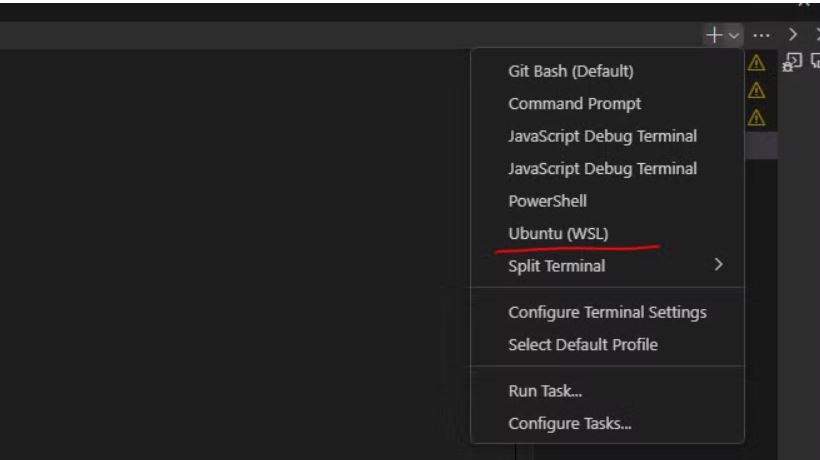 Git Bash (Default)
Command Prompt
JavaScript Debug Terminal
JavaScript Debug Terminal
PowerShell
Ubuntu (WSL)
Split Terminal
Configure Terminal Settings
Select Default Profile
Run Task...
Configure Tasks...